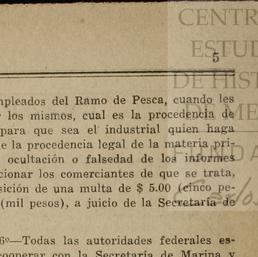 CENTR
ESTUD
5
DE HIST
mpleados del Ramo de Pesca, cuando les
los mismos, cual es la procedencia de
para que sea el industrial quien haga
e la procedencia legal de la materia pri-
ocultación o falsedad de los informes
cionar los comerciantes de que se trata,
sición de una multa de $ 5.00 (cinco pe-
(mil pesos), a juicio de la Secretaría de
6º—Todas las autoridades federales es-
cooperar con la Secretaría de Marina y